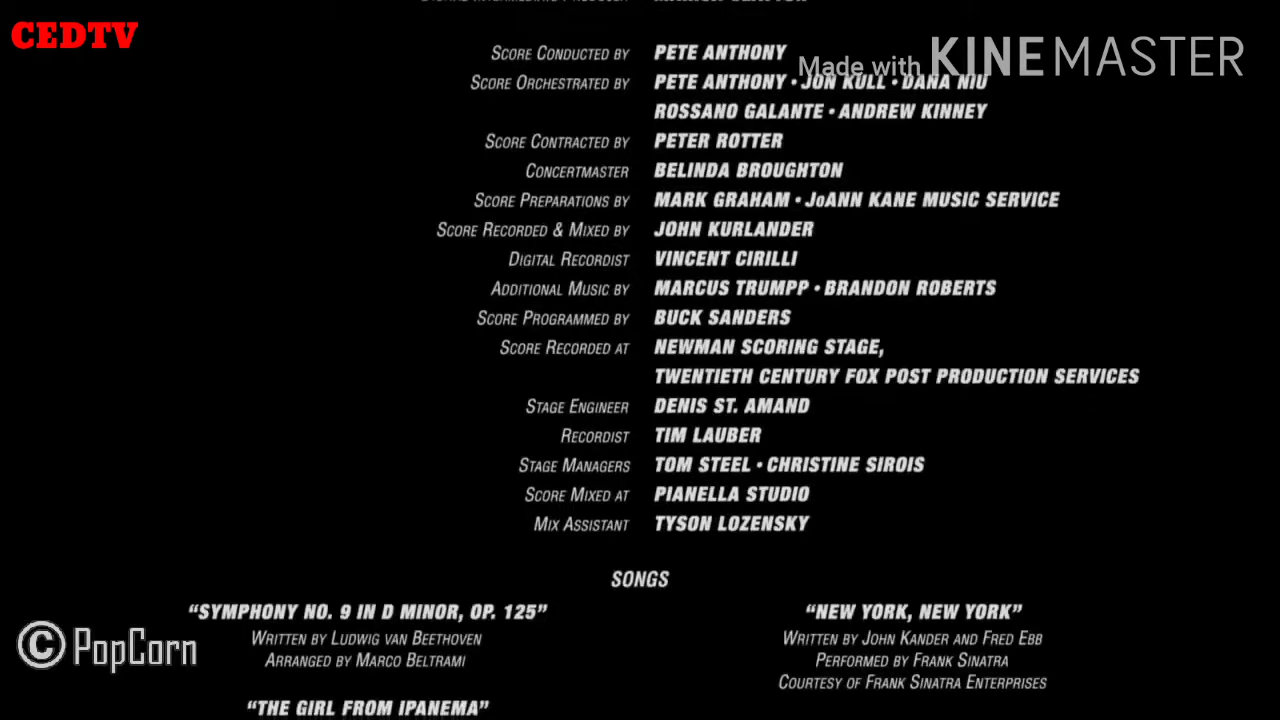 CEDTV
Made with KINEMASTER
SCORE CONDUCTED BY PETE ANTHONY
SCORE ORCHESTRATED BY PETE ANTHONY • JON KULL • DANA NIU
ROSSANO GALANTE • ANDREW KINNEY
SCORE CONTRACTED BY PETER ROTTER
CONCERTMASTER BELINDA BROUGHTON
SCORE PREPARATIONS BY MARK GRAHAM • JoANN KANE MUSIC SERVICE
SCORE RECORDED & MIXED BY JOHN KURLANDER
DIGITAL RECORDIST VINCENT CIRILLI
ADDITIONAL MUSIC BY MARCUS TRUMPP • BRANDON ROBERTS
SCORE PROGRAMMED BY BUCK SANDERS
SCORE RECORDED AT NEWMAN SCORING STAGE,
TWENTIETH CENTURY FOX POST PRODUCTION SERVICES
STAGE ENGINEER DENIS ST. AMAND
RECORDIST TIM LAUBER
STAGE MANAGERS TOM STEEL • CHRISTINE SIROIS
SCORE MIXED AT PIANELLA STUDIO
MIX ASSISTANT TYSON LOZENSKY
SONGS
“SYMPHONY NO. 9 IN D MINOR, OP. 125”
WRITTEN BY LUDWIG VAN BEETHOVEN
ARRANGED BY MARCO BELTRAMI
“THE GIRL FROM IPANEMA”
“NEW YORK, NEW YORK”
WRITTEN BY JOHN KANDER AND FRED EBB
PERFORMED BY FRANK SINATRA
COURTESY OF FRANK SINATRA ENTERPRISES
© PopCorn